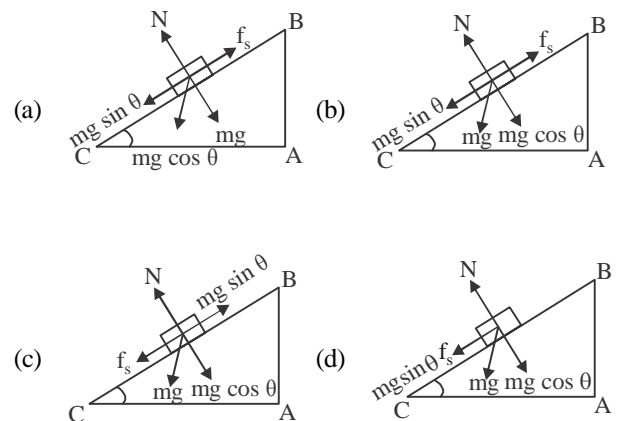 (a)
N
f_s
B
mg sin θ
mg
C
mg cos θ
A
(b)
N
f_s
B
mg sin θ
mg
mg cos θ
C
A
(c)
N
mg sin θ
B
f_s
mg
mg cos θ
C
A
(d)
N
B
f_s
mg sinθ
mg
mg cos θ
C
A